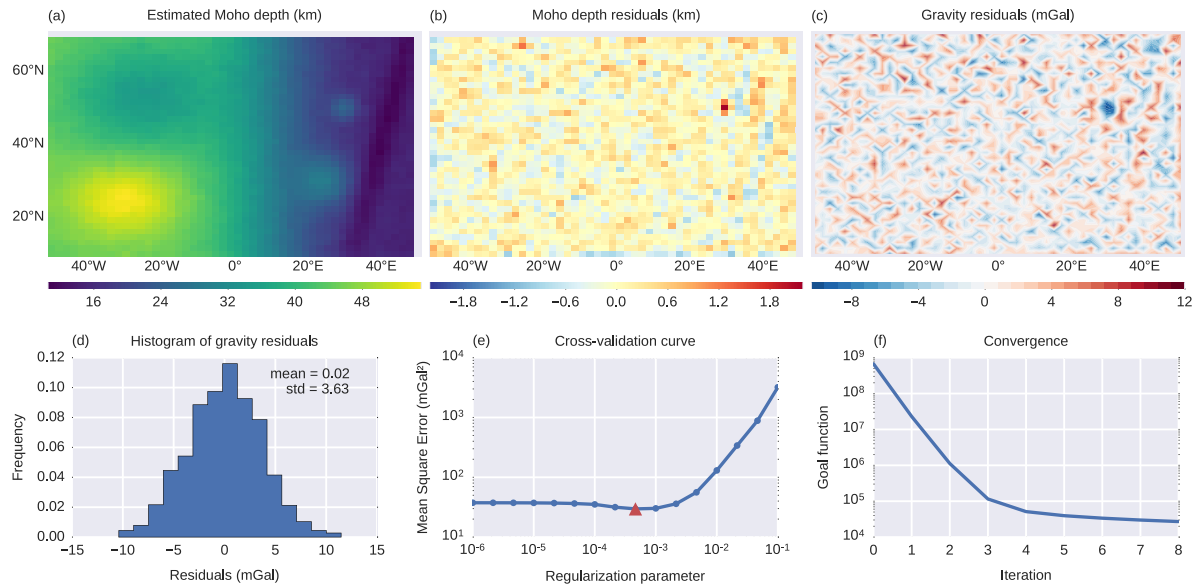 (a) Estimated Moho depth (km)
60°N
40°N
20°N
40°W 20°W 0° 20°E 40°E
16 24 32 40 48
(b) Moho depth residuals (km)
40°W 20°W 0° 20°E 40°E
−1.8 −1.2 −0.6 0.0 0.6 1.2 1.8
(c) Gravity residuals (mGal)
40°W 20°W 0° 20°E 40°E
−8 −4 0 4 8 12
(d) Histogram of gravity residuals
mean = 0.02
std = 3.63
Frequency
0.12
0.10
0.08
0.06
0.04
0.02
0.00
−15 −10 −5 0 5 10 15
Residuals (mGal)
(e) Cross-validation curve
Mean Square Error (mGal²)
10⁴
10³
10²
10¹
10⁻⁶ 10⁻⁵ 10⁻⁴ 10⁻³ 10⁻² 10⁻¹
Regularization parameter
(f) Convergence
Goal function
10⁹
10⁸
10⁷
10⁶
10⁵
10⁴
0 1 2 3 4 5 6 7 8
Iteration